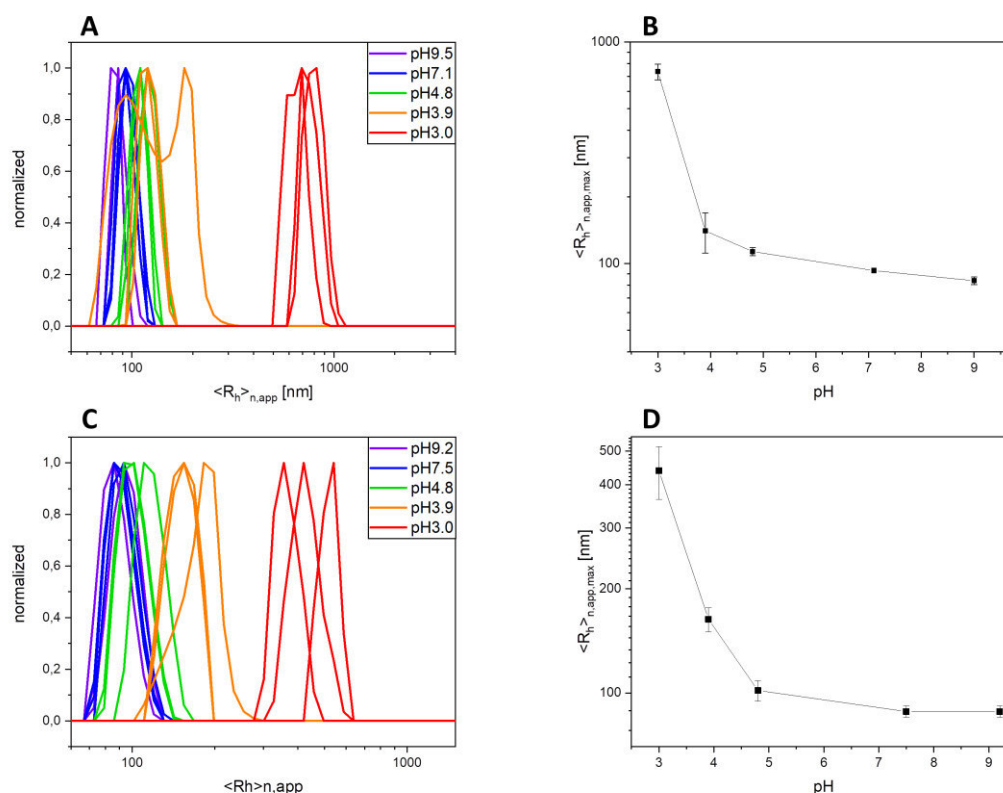 A
1,0
0,8
0,6
0,4
0,2
0,0
normalized
pH9.5
pH7.1
pH4.8
pH3.9
pH3.0
100
1000
<Rh>n,app [nm]
B
1000
100
<Rh>n,app,max [nm]
3
4
5
6
7
8
9
pH
C
1,0
0,8
0,6
0,4
0,2
0,0
normalized
pH9.2
pH7.5
pH4.8
pH3.9
pH3.0
100
1000
<Rh>n,app
D
500
400
300
200
100
<Rh>n,app,max [nm]
3
4
5
6
7
8
9
pH